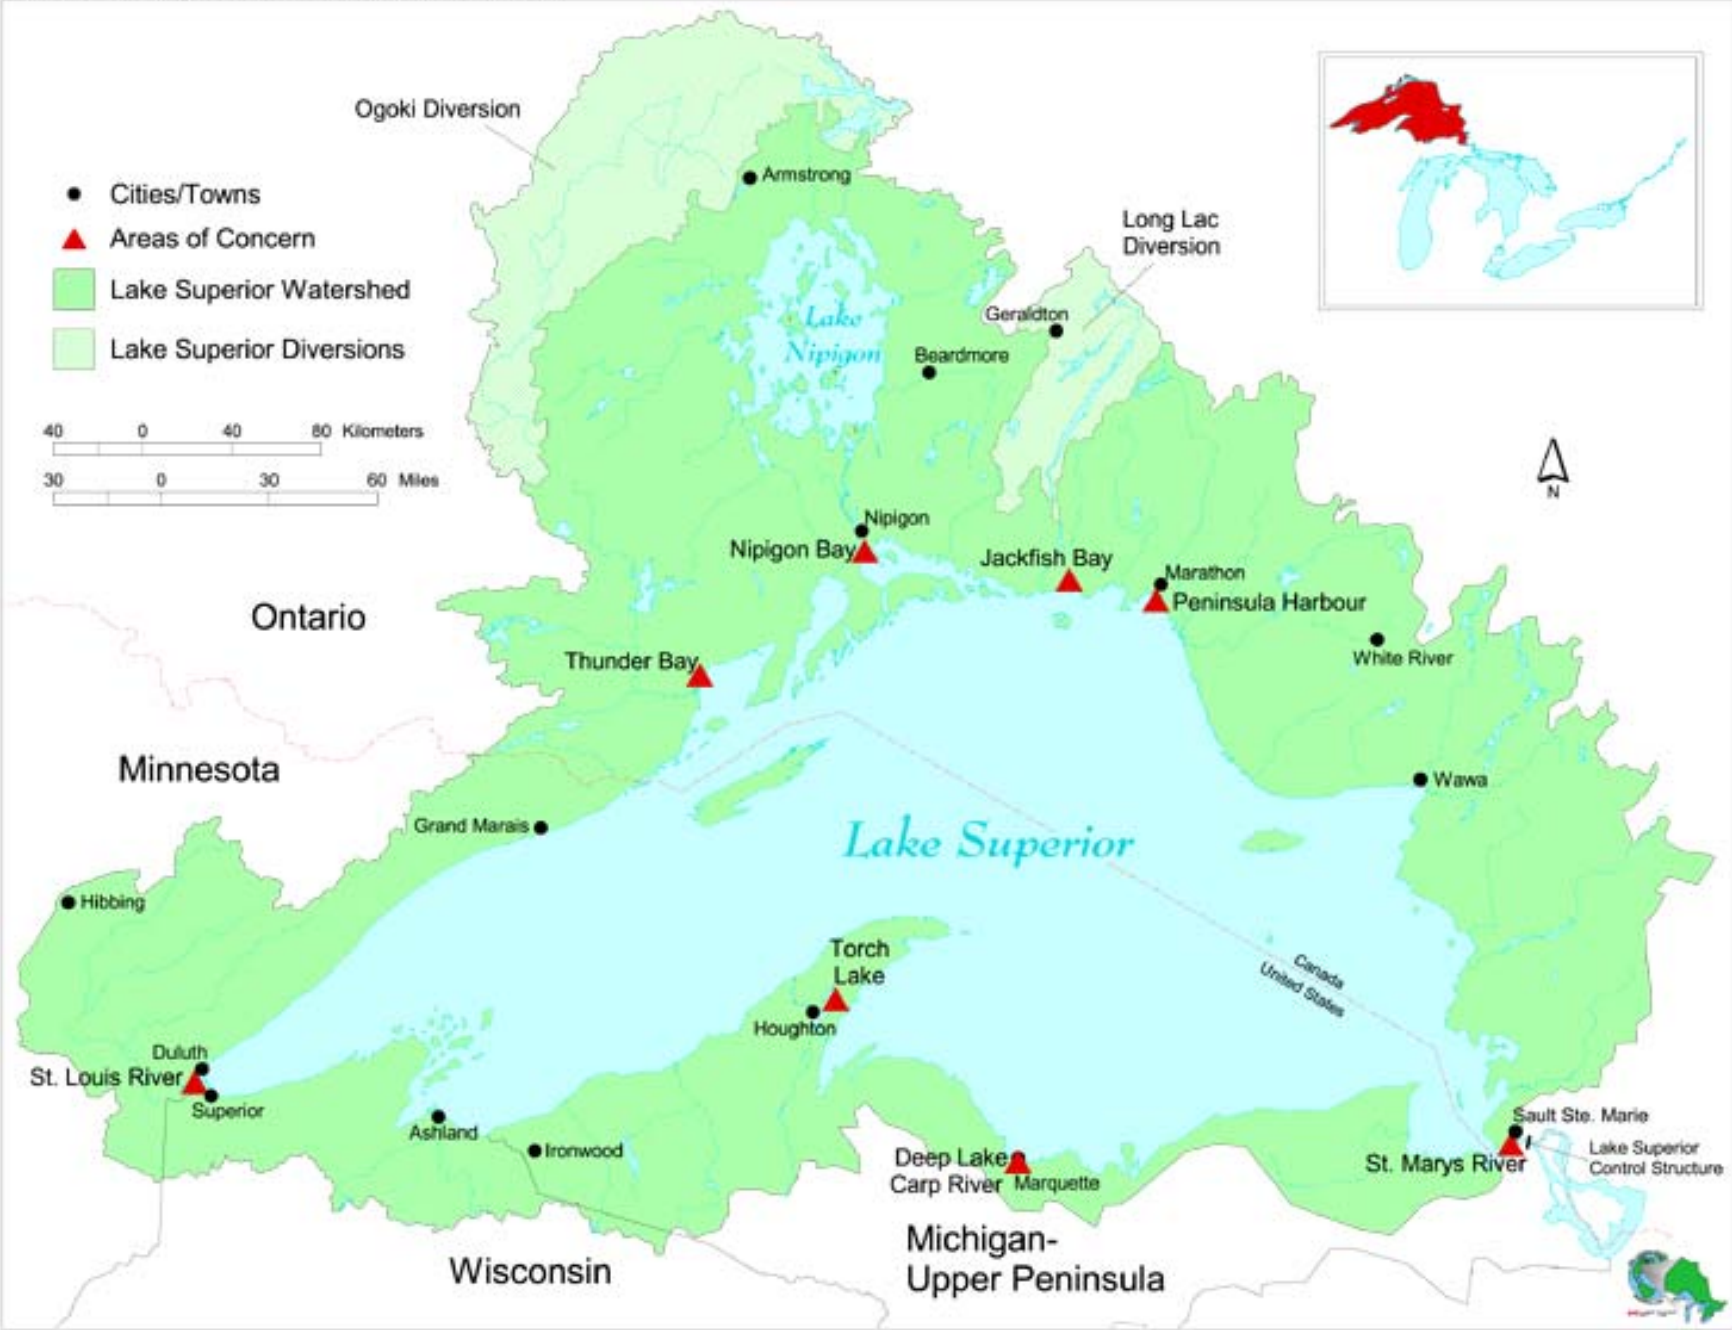 Ogoki Diversion
Cities/Towns
Areas of Concern
Lake Superior Watershed
Lake Superior Diversions
40 0 40 80 Kilometers
30 0 30 60 Miles
N
Armstrong
Long Lac
Diversion
Geraldton
Lake
Nipigon
Beardmore
Nipigon
Nipigon Bay
Jackfish Bay
Marathon
Peninsula Harbour
White River
Ontario
Thunder Bay
Minnesota
Wawa
Grand Marais
Lake Superior
Hibbing
Torch
Lake
Houghton
Canada
United States
Duluth
St. Louis River
Superior
Ashland
Ironwood
Deep Lake
Carp River
Marquette
Sault Ste. Marie
St. Marys River
Lake Superior
Control Structure
Wisconsin
Michigan-
Upper Peninsula